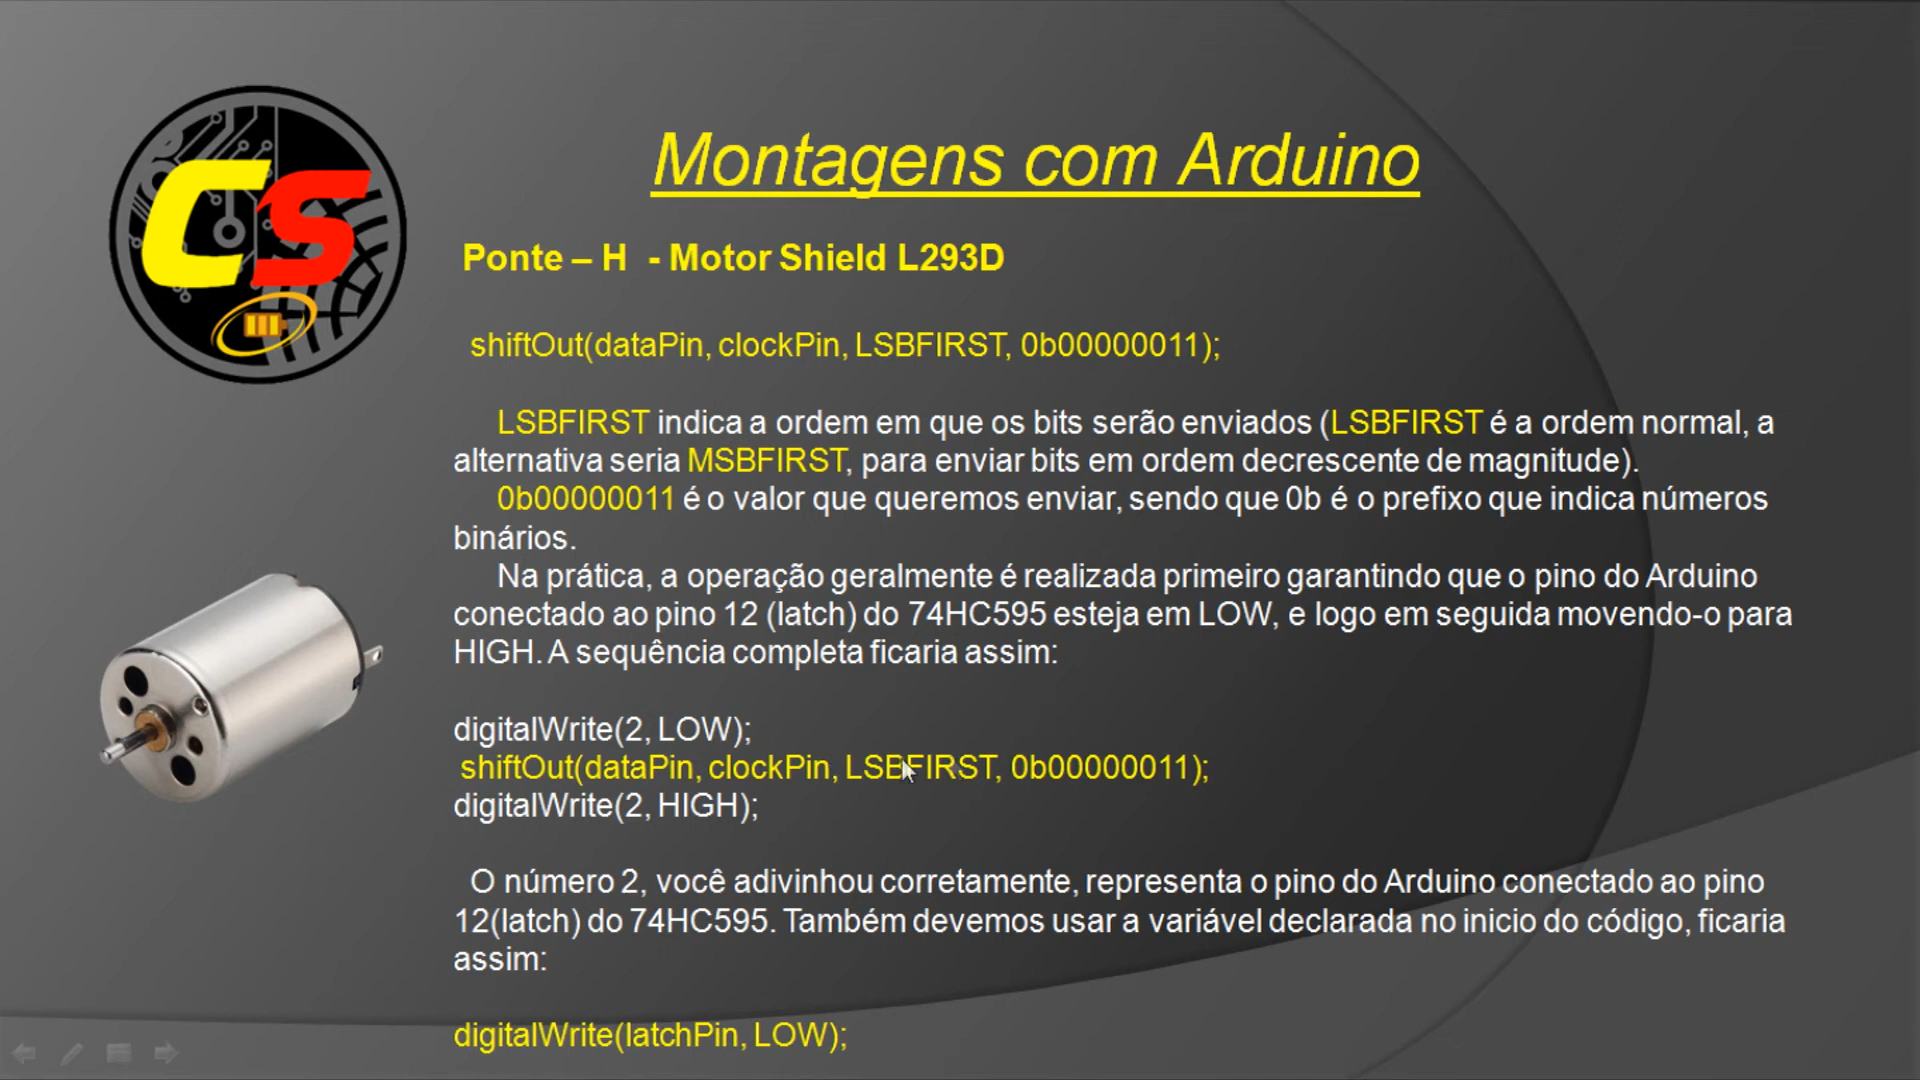 CS
Montagens com Arduino
Ponte – H - Motor Shield L293D
shiftOut(dataPin, clockPin, LSBFIRST, 0b00000011);
LSBFIRST indica a ordem em que os bits serão enviados (LSBFIRST é a ordem normal, a
alternativa seria MSBFIRST, para enviar bits em ordem decrescente de magnitude).
0b00000011 é o valor que queremos enviar, sendo que 0b é o prefixo que indica números
binários.
Na prática, a operação geralmente é realizada primeiro garantindo que o pino do Arduino
conectado ao pino 12 (latch) do 74HC595 esteja em LOW, e logo em seguida movendo-o para
HIGH. A sequência completa ficaria assim:
digitalWrite(2, LOW);
shiftOut(dataPin, clockPin, LSBFIRST, 0b00000011);
digitalWrite(2, HIGH);
O número 2, você adivinhou corretamente, representa o pino do Arduino conectado ao pino
12(latch) do 74HC595. Também devemos usar a variável declarada no inicio do código, ficaria
assim:
digitalWrite(latchPin, LOW);